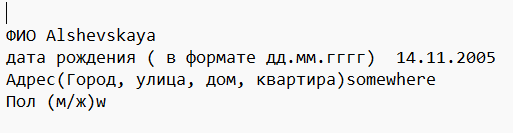 ФИО Alshevskaya
дата рождения ( в формате дд.мм.гггг)  14.11.2005
Адрес(Город, улица, дом, квартира)somewhere
Пол (м/ж)w